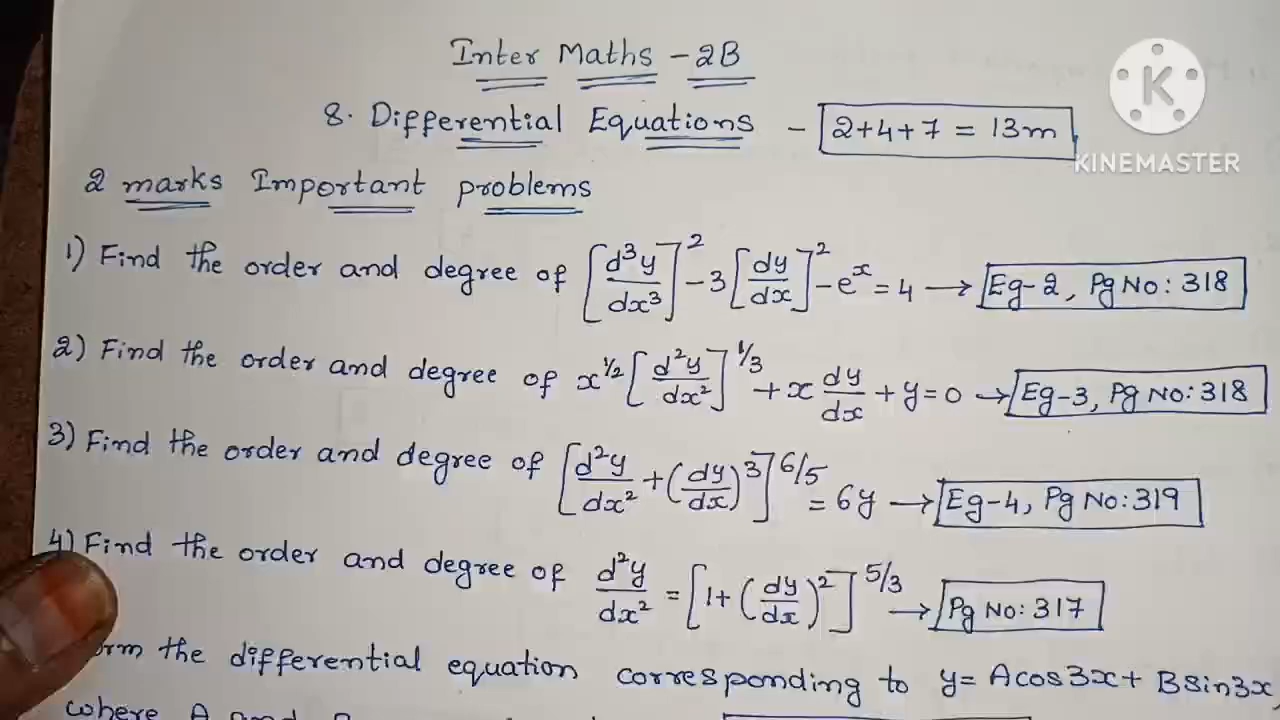 Inter Maths - 2B
8. Differential Equations - 2+4+7 = 13m
K
KINEMASTER
2 marks Important problems
1) Find the order and degree of [d³y/dx³]² - 3[dy/dx]² - eˣ = 4 → Eg-2, Pg No: 318
2) Find the order and degree of x^1/2 [d²y/dx²]^1/3 + x dy/dx + y = 0 → Eg-3, Pg No: 318
3) Find the order and degree of [d²y/dx² + (dy/dx)³]^6/5 = 6y → Eg-4, Pg No: 319
4) Find the order and degree of d²y/dx² = [1+(dy/dx)²]^5/3 → Pg No: 317
the differential equation corresponding to y = Acos3x + Bsin3x,
where A and